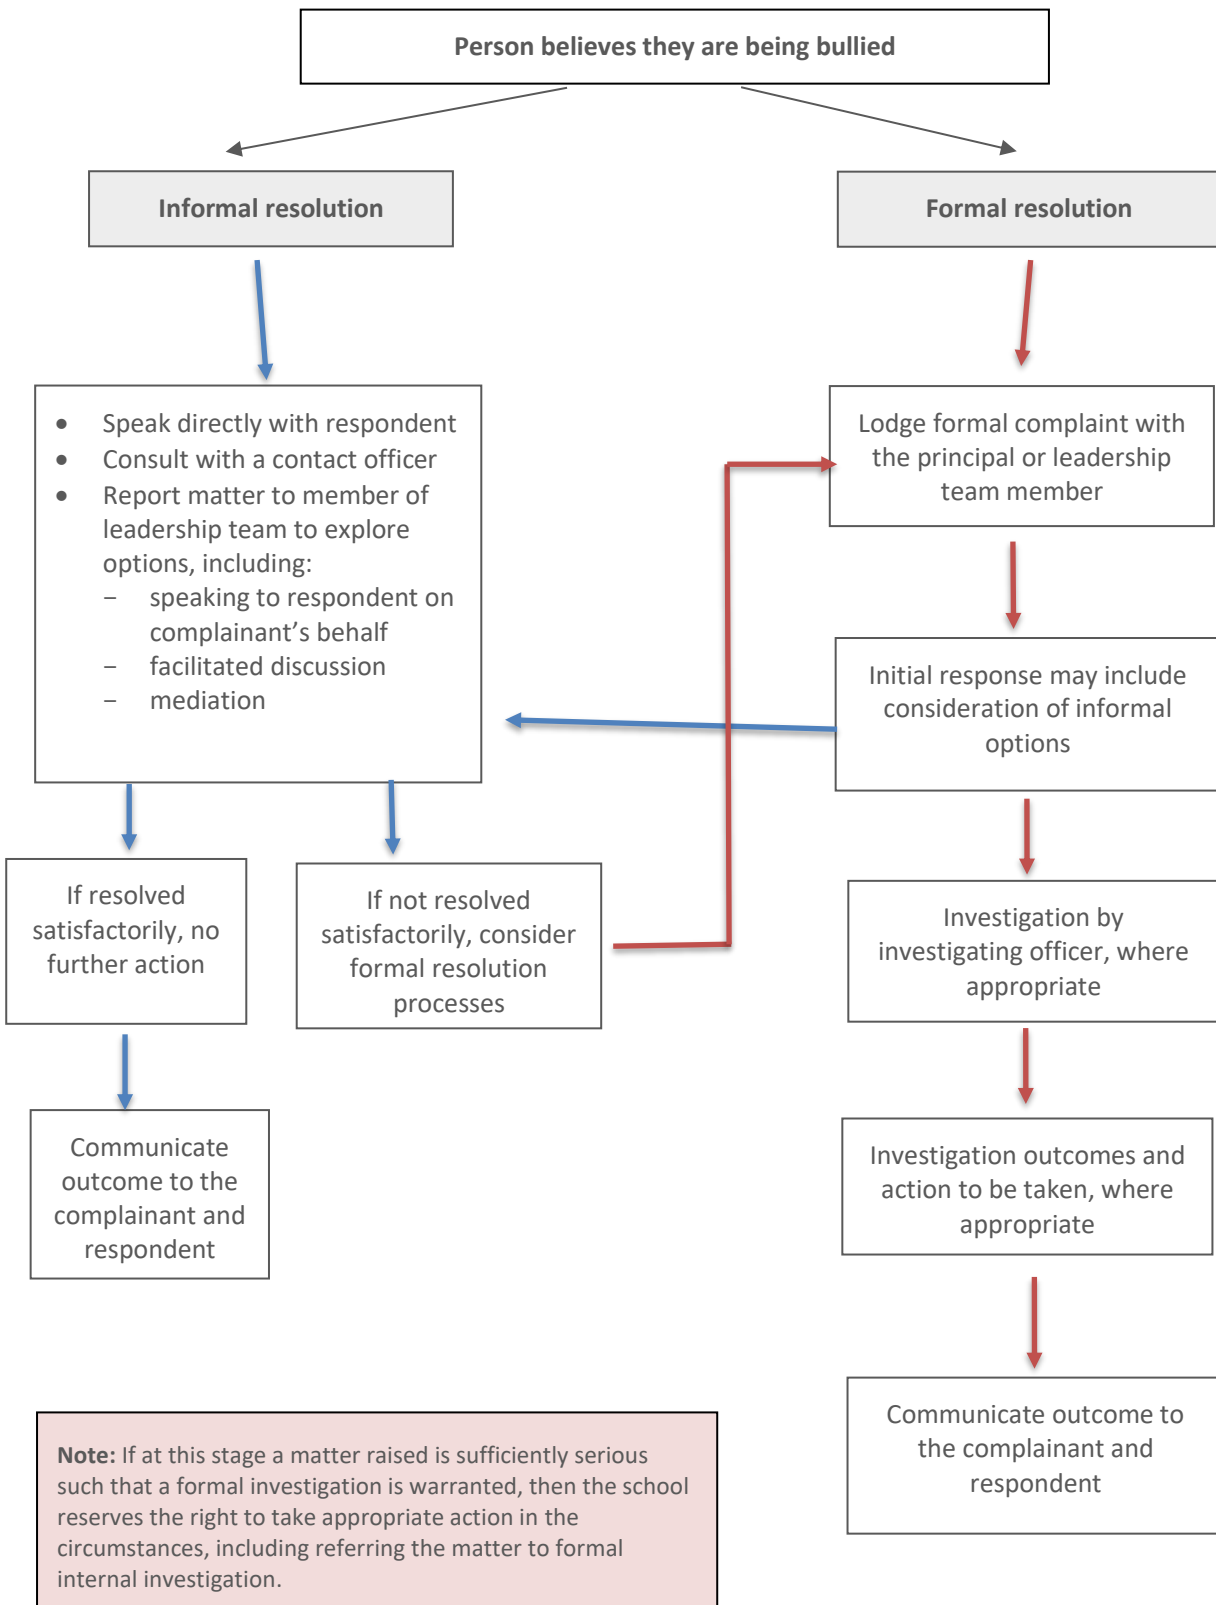 Person believes they are being bullied
Informal resolution
Formal resolution
• Speak directly with respondent
• Consult with a contact officer
• Report matter to member of
leadership team to explore
options, including:
− speaking to respondent on
complainant’s behalf
− facilitated discussion
− mediation
Lodge formal complaint with
the principal or leadership
team member
Initial response may include
consideration of informal
options
If resolved
satisfactorily, no
further action
If not resolved
satisfactorily, consider
formal resolution
processes
Investigation by
investigating officer, where
appropriate
Communicate
outcome to the
complainant and
respondent
Investigation outcomes and
action to be taken, where
appropriate
Communicate outcome to
the complainant and
respondent
Note: If at this stage a matter raised is sufficiently serious
such that a formal investigation is warranted, then the school
reserves the right to take appropriate action in the
circumstances, including referring the matter to formal
internal investigation.